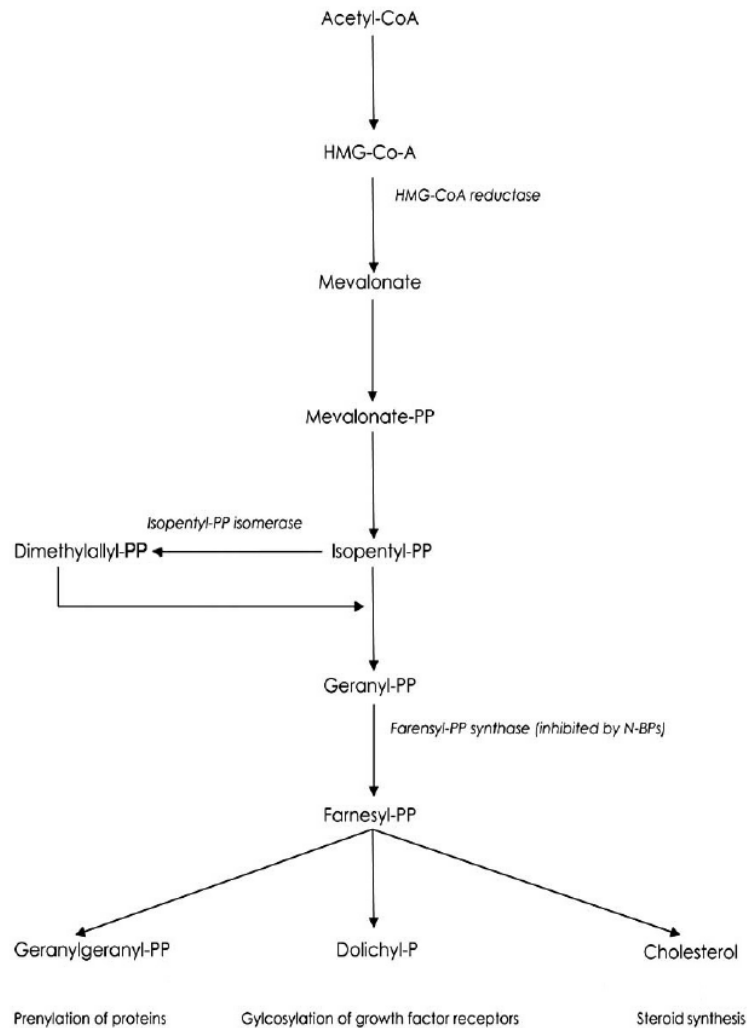 Acetyl-CoA
HMG-Co-A
HMG-CoA reductase
Mevalonate
Mevalonate-PP
Isopentyl-PP isomerase
Dimethylallyl-PP
Isopentyl-PP
Geranyl-PP
Farensyl-PP synthase (inhibited by N-BPs)
Farnesyl-PP
Geranylgeranyl-PP
Dolichyl-P
Cholesterol
Prenylation of proteins
Gylcosylation of growth factor receptors
Steroid synthesis